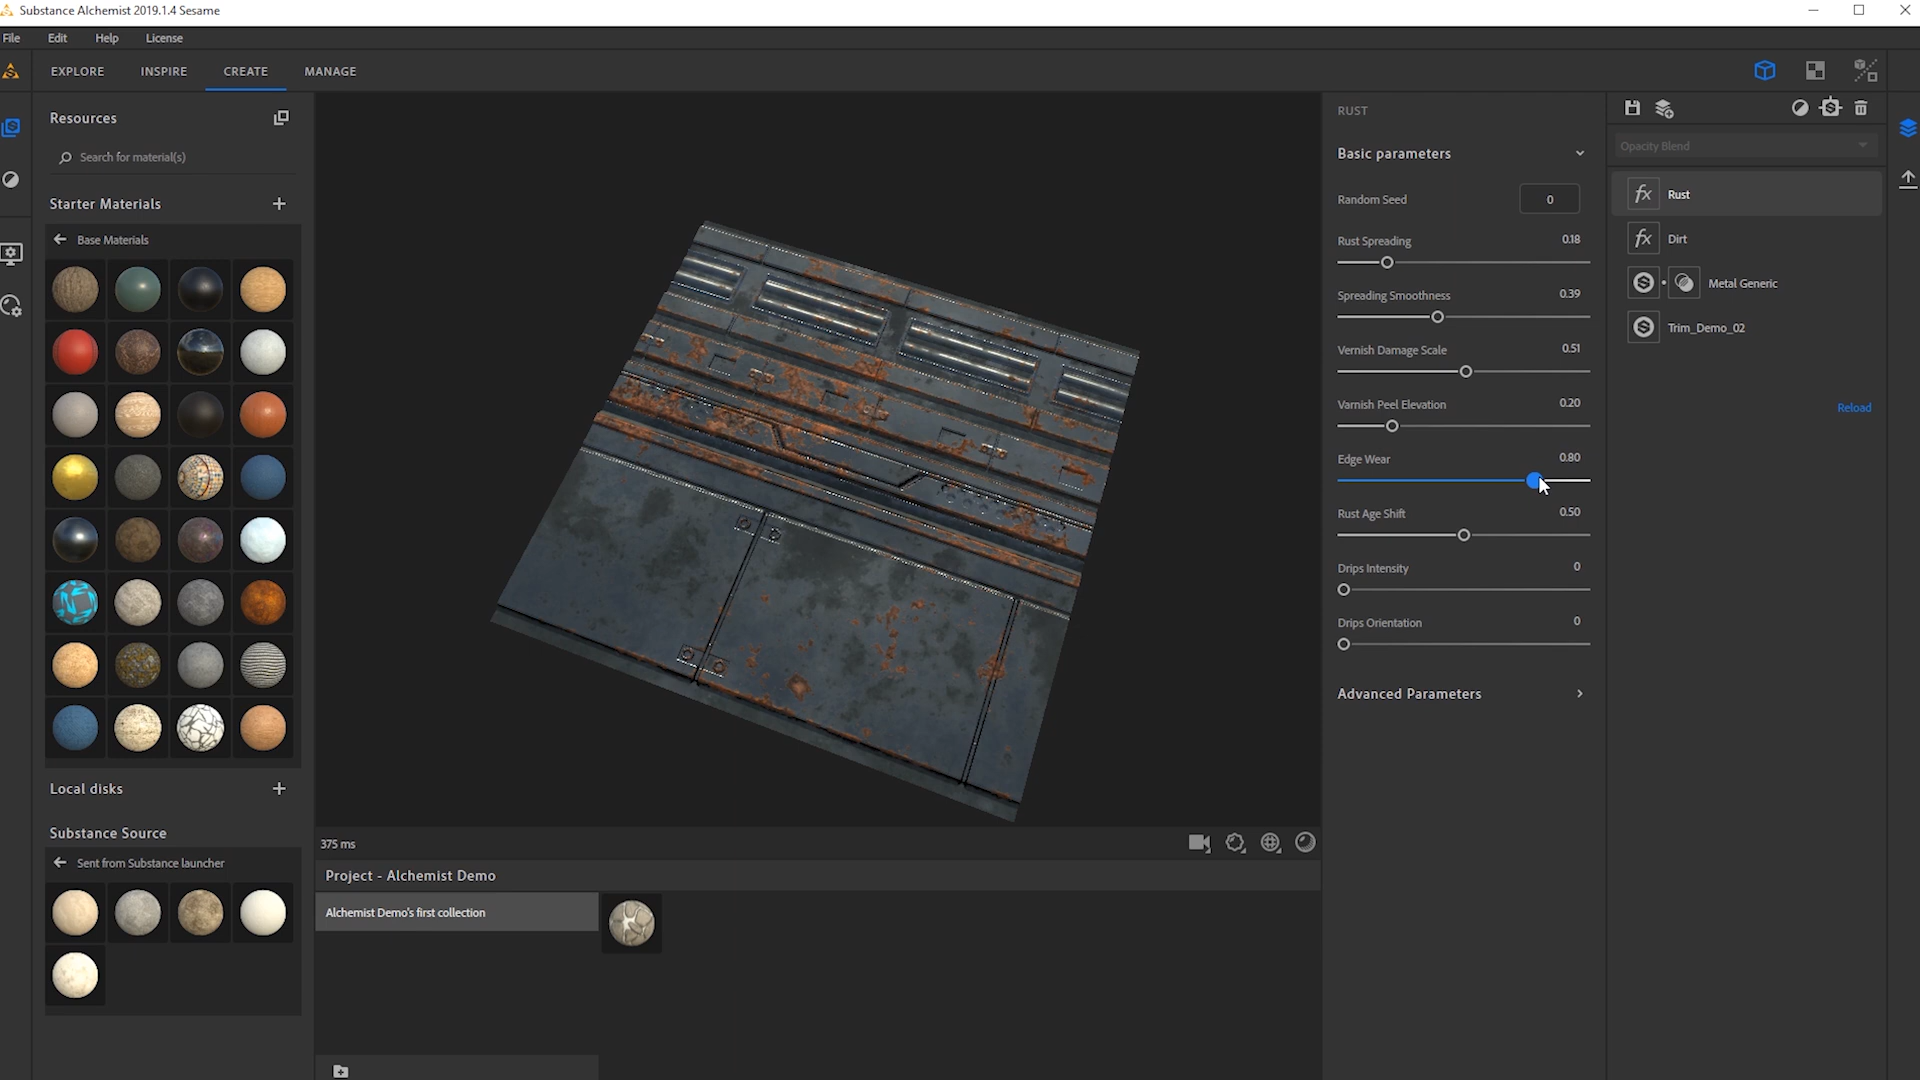 Substance Alchemist 2019.1.4 Sesame
File Edit Help License
EXPLORE INSPIRE CREATE MANAGE
Resources
Search for material(s)
Starter Materials
Base Materials
Local disks
Substance Source
Sent from Substance launcher
375 ms
Project - Alchemist Demo
Alchemist Demo's first collection
RUST
Basic parameters
Random Seed 0
Rust Spreading 0.18
Spreading Smoothness 0.39
Vernish Damage Scale 0.51
Varnish Peel Elevation 0.20
Edge Wear 0.80
Rust Age Shift 0.50
Drips Intensity 0
Drips Orientation 0
Advanced Parameters
Opacity Blend
fx Rust
fx Dirt
Metal Generic
Trim_Demo_02
Reload